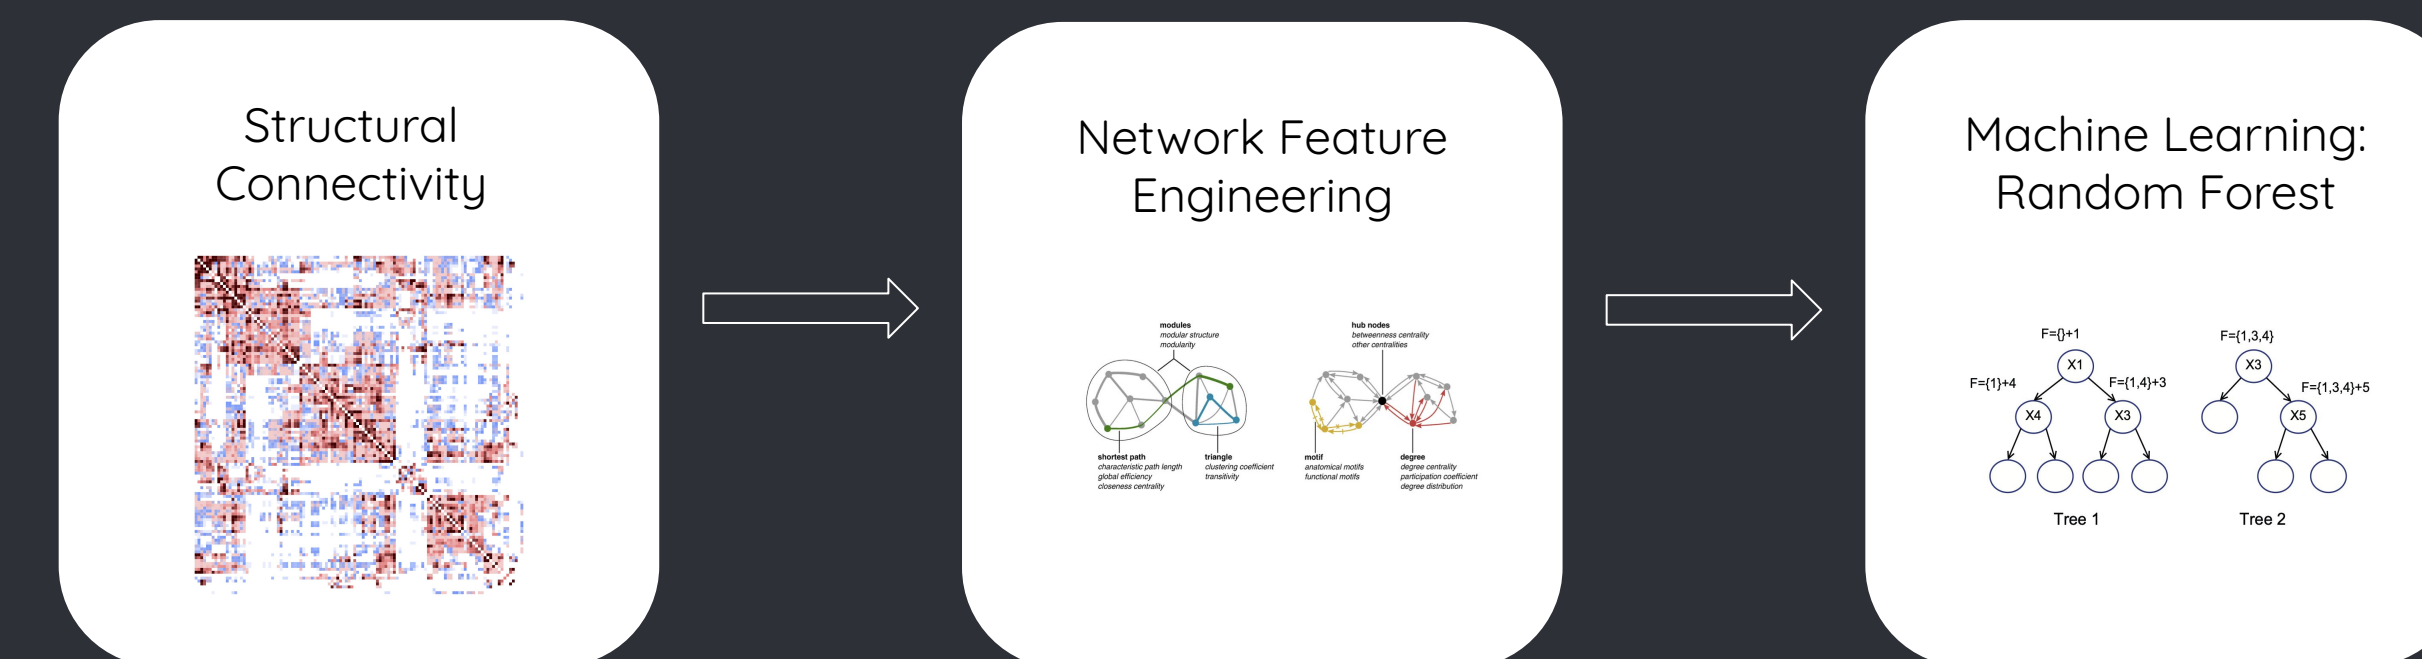 Structural
Connectivity
Network Feature
Engineering
modules
modular structure
modularity
hub nodes
betweenness centrality
other centralities
shortest path
characteristic path length
global efficiency
closeness centrality
triangle
clustering coefficient
transitivity
motif
anatomical motifs
functional motifs
degree
degree centrality
participation coefficient
degree distribution
Machine Learning:
Random Forest
F={}+1
X1
F={1}+4
F={1,4}+3
X4
X3
Tree 1
F={1,3,4}
X3
F={1,3,4}+5
X5
Tree 2